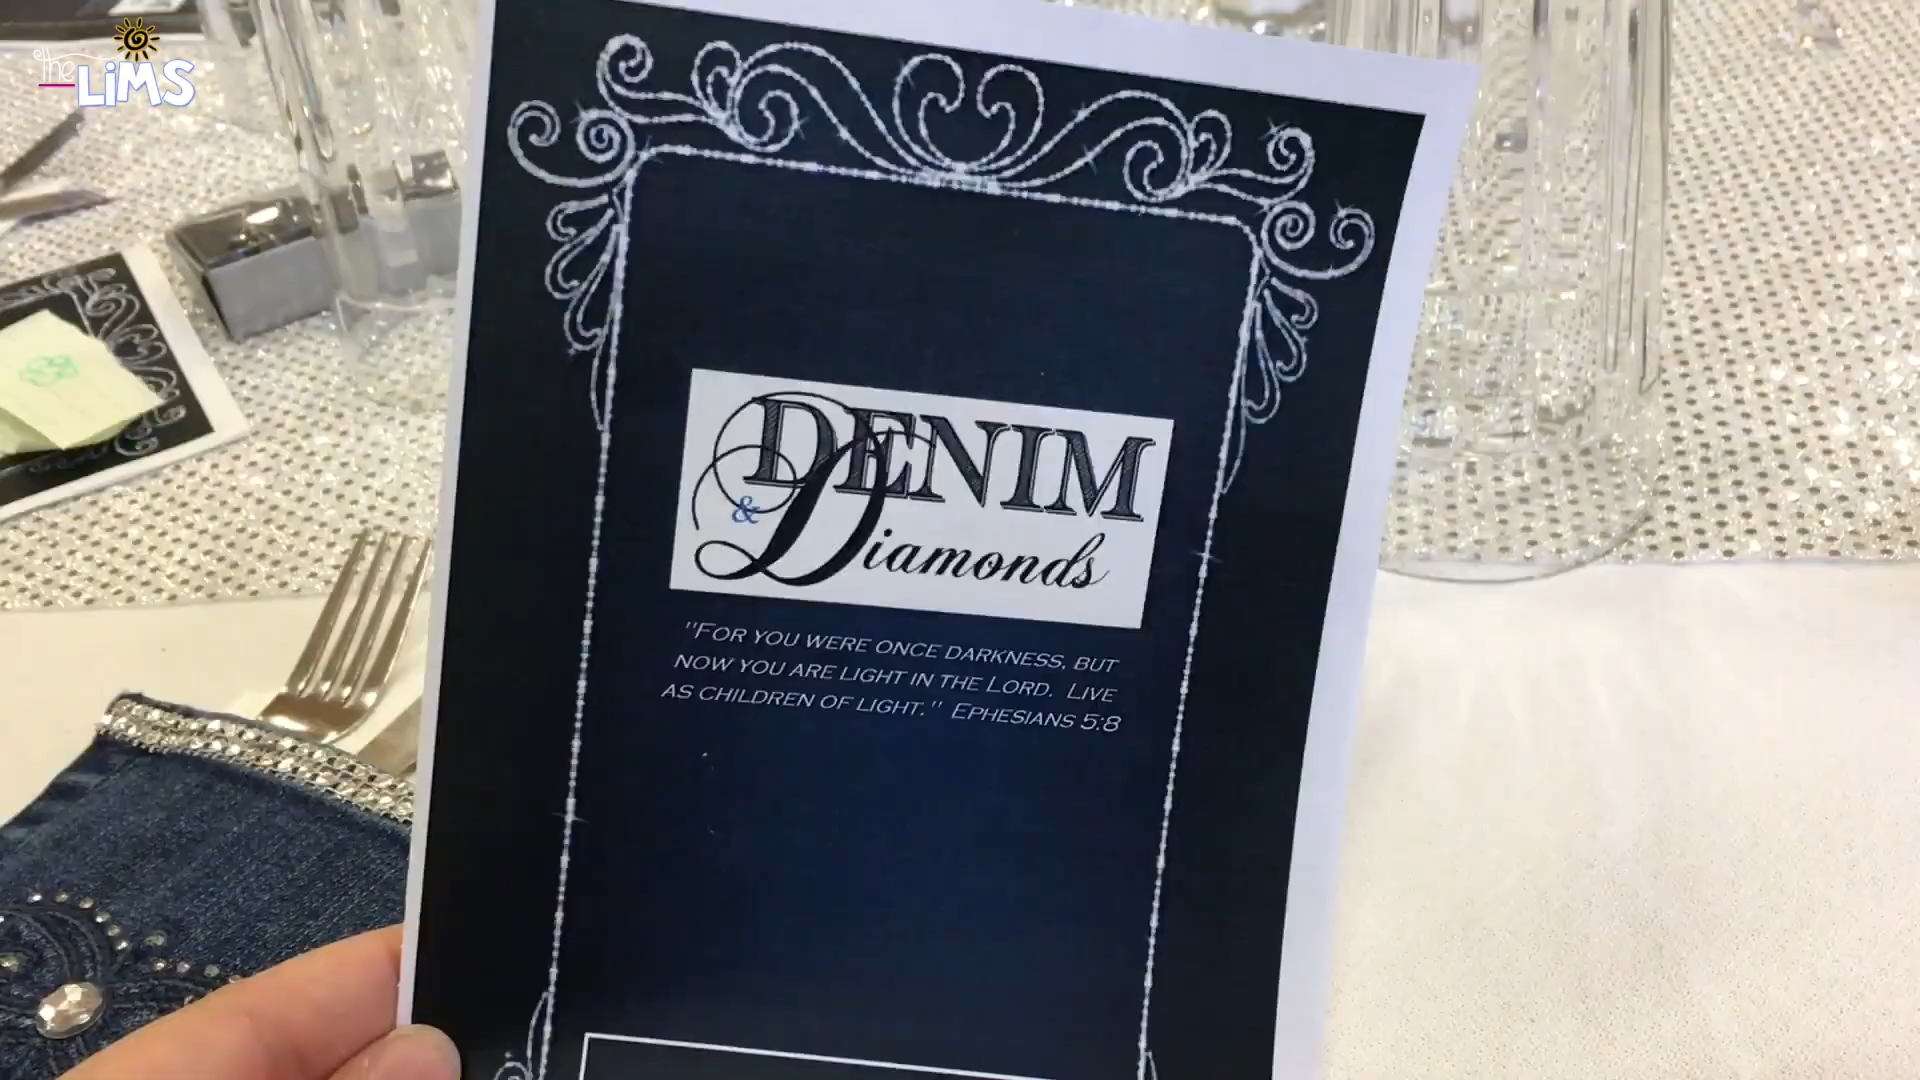 the
LiMS
DENIM
& Diamonds
"FOR YOU WERE ONCE DARKNESS, BUT
NOW YOU ARE LIGHT IN THE LORD. LIVE
AS CHILDREN OF LIGHT." EPHESIANS 5:8